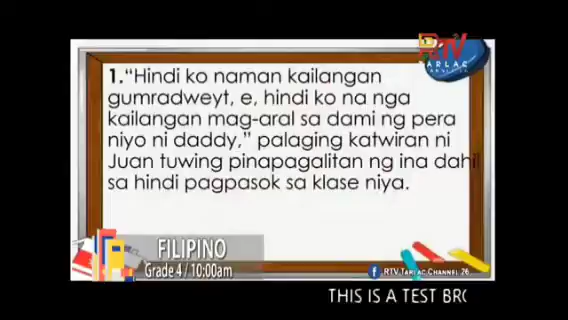 RTV
TARLAC
CHANNEL 26
1.“Hindi ko naman kailangan
gumradweyt, e, hindi ko na nga
kailangan mag-aral sa dami ng pera
niyo ni daddy,” palaging katwiran ni
Juan tuwing pinapagalitan ng ina dahil
sa hindi pagpasok sa klase niya.
FILIPINO
Grade 4 / 10:00am
RTV Tarlac Channel 26
THIS IS A TEST BRO